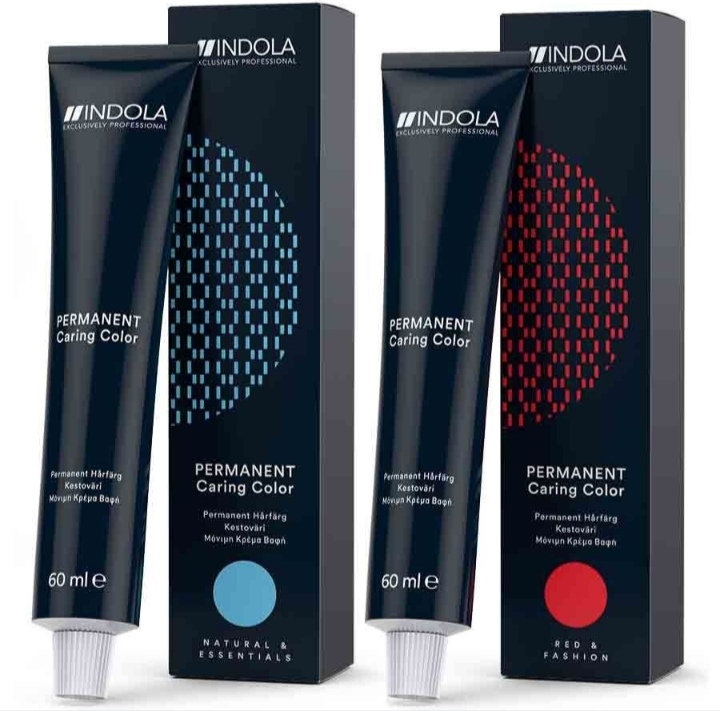 INDOLA
EXCLUSIVELY PROFESSIONAL
PERMANENT
Caring Color
Permanent Hårfärg
Kestoväri
Μόνιμη Κρέμα Βαφή
60 ml e
INDOLA
EXCLUSIVELY PROFESSIONAL
PERMANENT
Caring Color
Permanent Hårfärg
Kestoväri
Μόνιμη Κρέμα Βαφή
NATURAL &
ESSENTIALS
INDOLA
EXCLUSIVELY PROFESSIONAL
PERMANENT
Caring Color
Permanent Hårfärg
Kestoväri
Μόνιμη Κρέμα Βαφή
60 ml e
INDOLA
EXCLUSIVELY PROFESSIONAL
PERMANENT
Caring Color
Permanent Hårfärg
Kestoväri
Μόνιμη Κρέμα Βαφή
RED &
FASHION